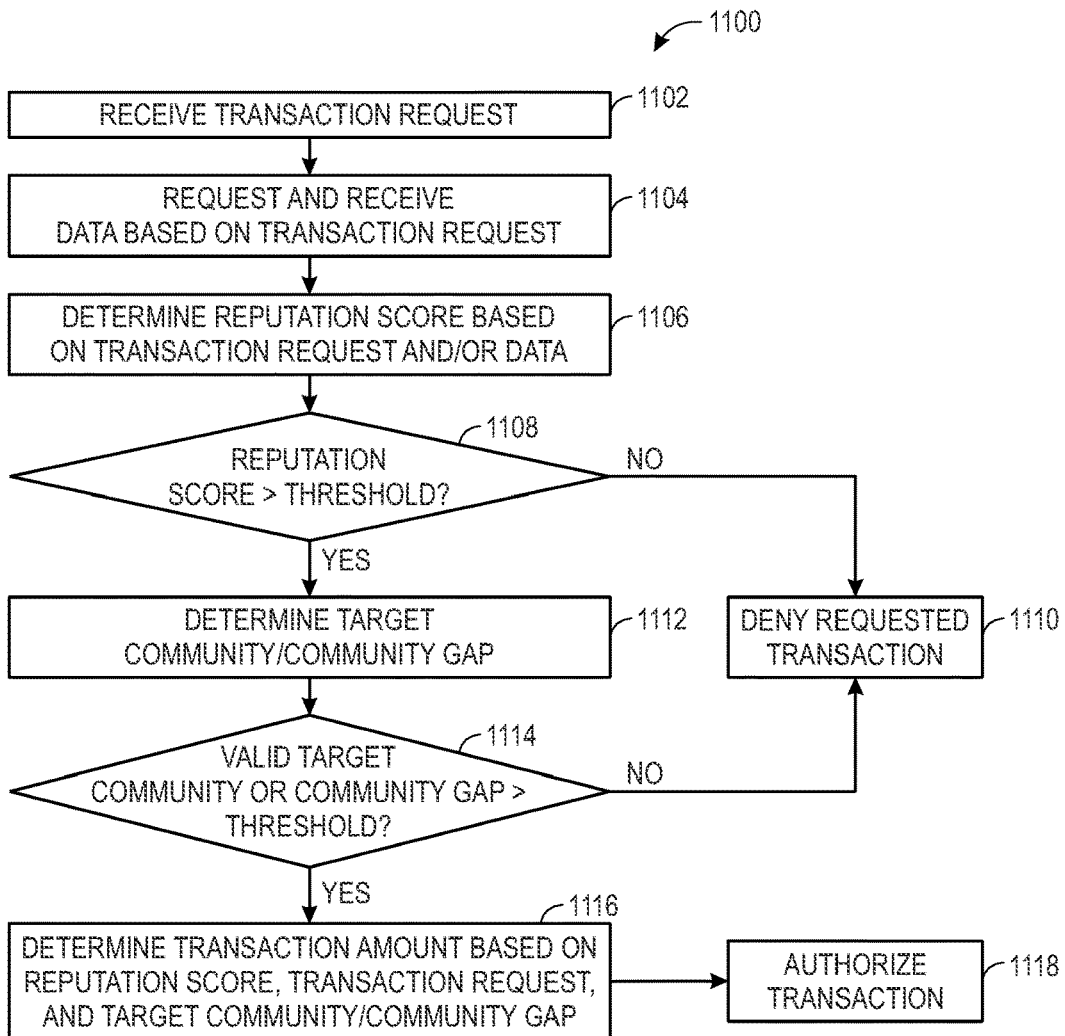 1100
RECEIVE TRANSACTION REQUEST
1102
REQUEST AND RECEIVE
DATA BASED ON TRANSACTION REQUEST
1104
DETERMINE REPUTATION SCORE BASED
ON TRANSACTION REQUEST AND/OR DATA
1106
1108
REPUTATION
SCORE > THRESHOLD?
NO
YES
DETERMINE TARGET
COMMUNITY/COMMUNITY GAP
1112
DENY REQUESTED
TRANSACTION
1110
1114
VALID TARGET
COMMUNITY OR COMMUNITY GAP >
THRESHOLD?
NO
YES
1116
DETERMINE TRANSACTION AMOUNT BASED ON
REPUTATION SCORE, TRANSACTION REQUEST,
AND TARGET COMMUNITY/COMMUNITY GAP
AUTHORIZE
TRANSACTION
1118